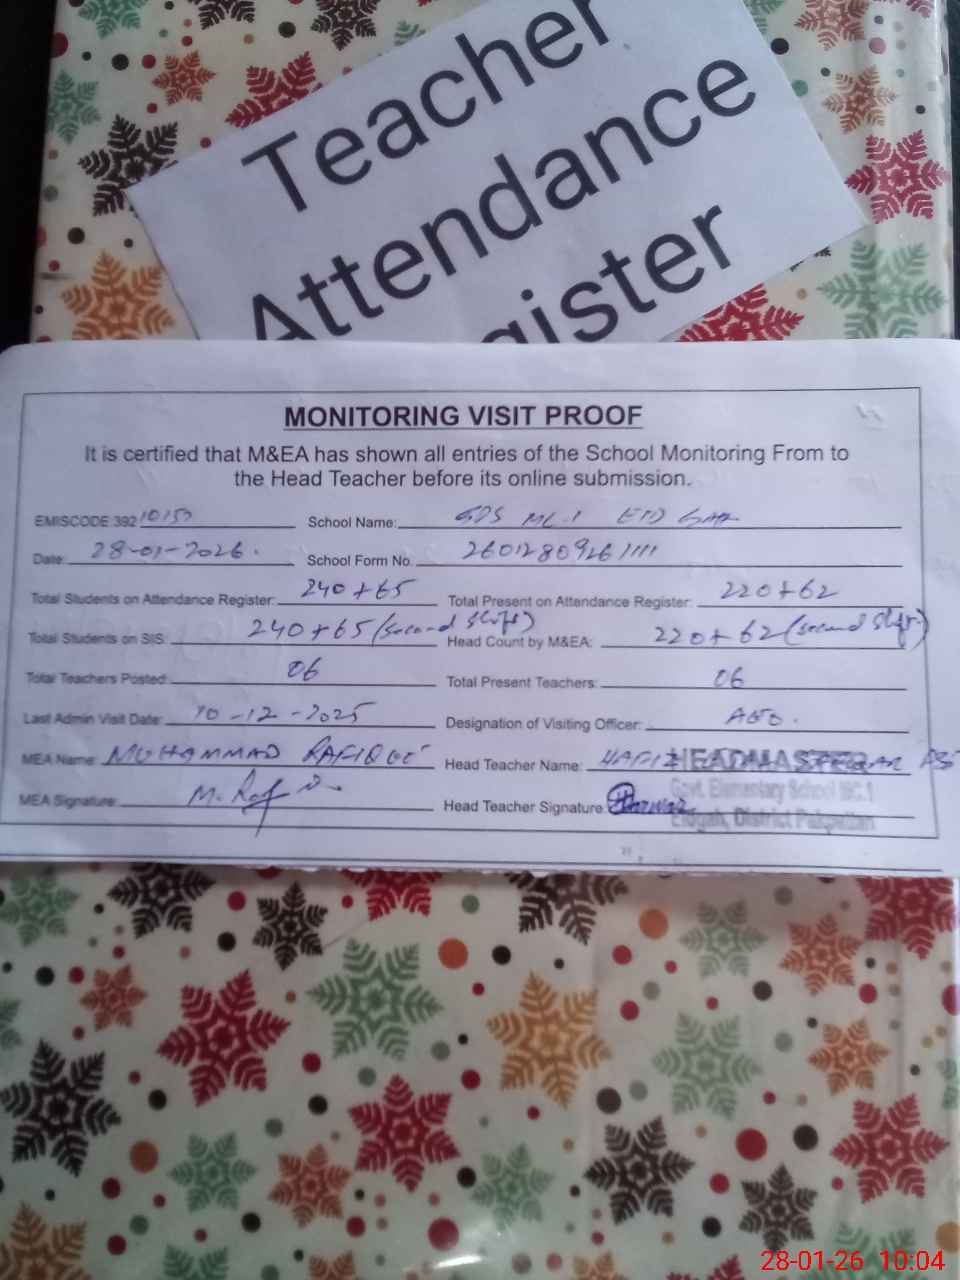 Teacher
Attendance
gister
MONITORING VISIT PROOF
It is certified that M&EA has shown all entries of the School Monitoring From to
the Head Teacher before its online submission.
EMISCODE 392 School Name: MC.1
Date: 28-01-2026. School Form No.
Total Students on Attendance Register: 240+65 Total Present on Attendance Register: 220+62
Total Students on SIS: 240+65 (second shift) Head Count by M&EA: 220+62 (second shift)
Total Teachers Posted: 06 Total Present Teachers: 06
Last Admin Visit Date: 10-12-2025 Designation of Visiting Officer: AEO.
MEA Name: MUHAMMAD RAFIQUE Head Teacher Name: HAFIZ
HEADMASTER
MEA Signature: Head Teacher Signature:
Govt. Elementary School MC.1
Eidgah, District Pakpattan
28-01-26 10:04